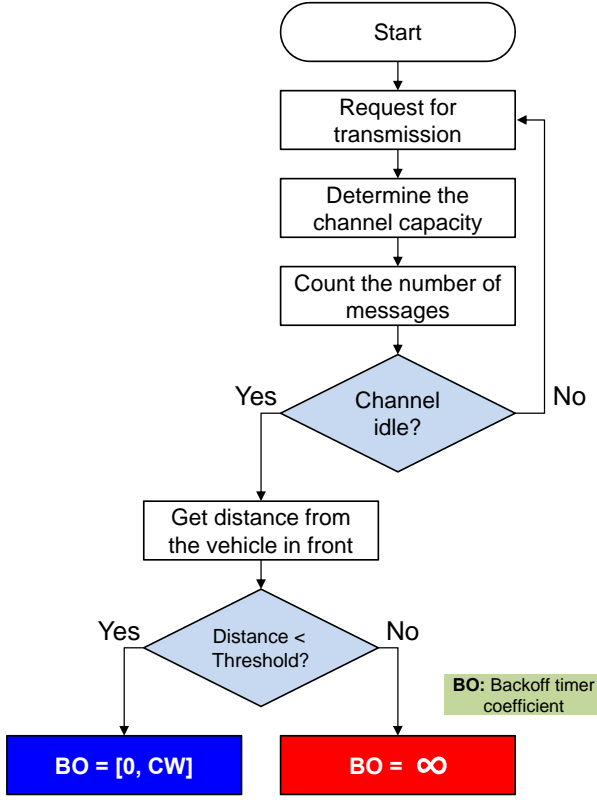 Start
Request for
transmission
Determine the
channel capacity
Count the number of
messages
Channel
idle?
Yes
No
Get distance from
the vehicle in front
Distance <
Threshold?
Yes
No
BO: Backoff timer
coefficient
BO = [0, CW]
BO = ∞